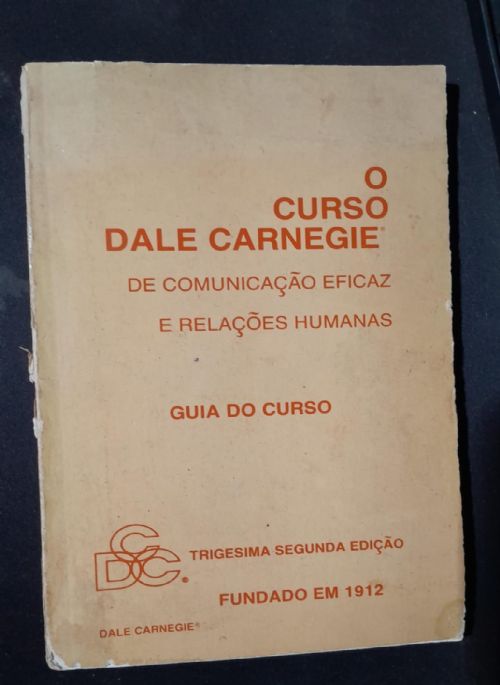 O
CURSO
DALE CARNEGIE®
DE COMUNICAÇÃO EFICAZ
E RELAÇÕES HUMANAS
GUIA DO CURSO
DCC®
TRIGESIMA SEGUNDA EDIÇÃO
FUNDADO EM 1912
DALE CARNEGIE®